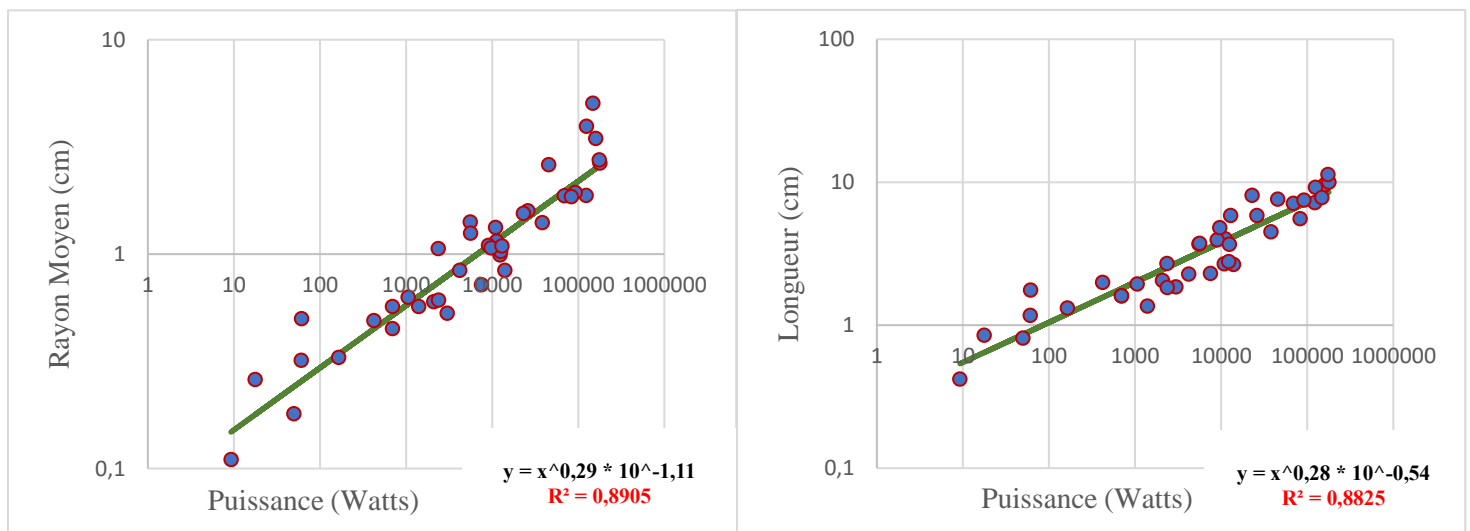 10
1
0,1
1
10
100
1000
10000
100000
1000000
Rayon Moyen (cm)
Puissance (Watts)
y = x^0,29 * 10^-1,11
R² = 0,8905
100
10
1
0,1
1
10
100
1000
10000
100000
1000000
Longueur (cm)
Puissance (Watts)
y = x^0,28 * 10^-0,54
R² = 0,8825